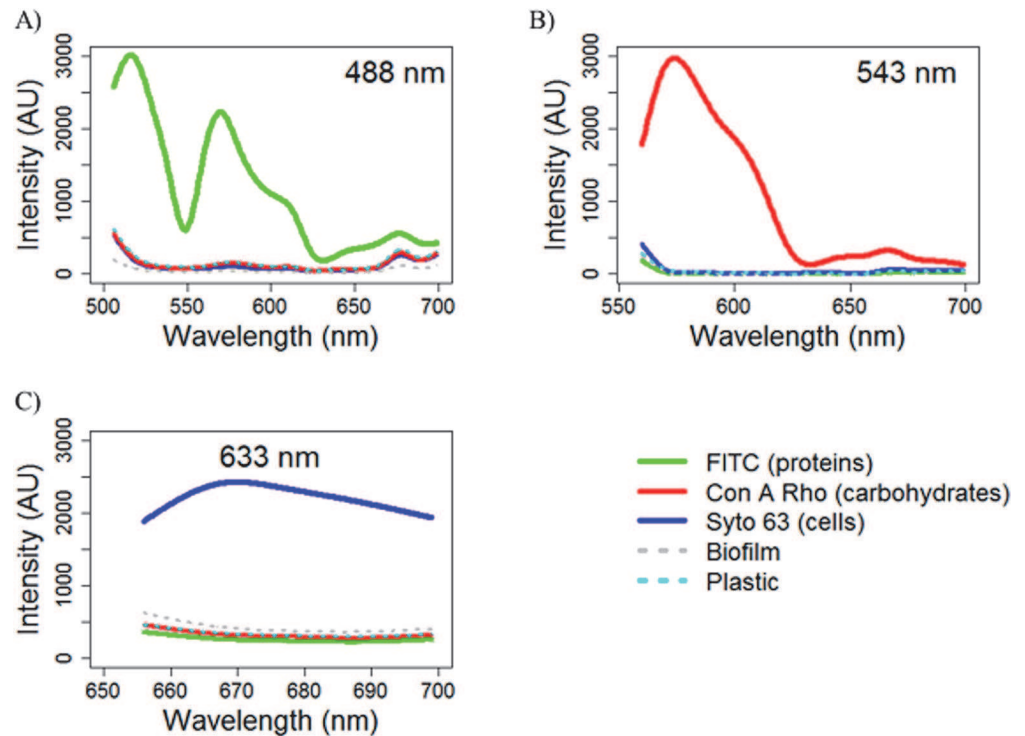 A)
488 nm
Intensity (AU)
0 1000 2000 3000
500 550 600 650 700
Wavelength (nm)
B)
543 nm
Intensity (AU)
0 1000 2000 3000
550 600 650 700
Wavelength (nm)
C)
633 nm
Intensity (AU)
0 1000 2000 3000
650 660 670 680 690 700
Wavelength (nm)
FITC (proteins)
Con A Rho (carbohydrates)
Syto 63 (cells)
Biofilm
Plastic